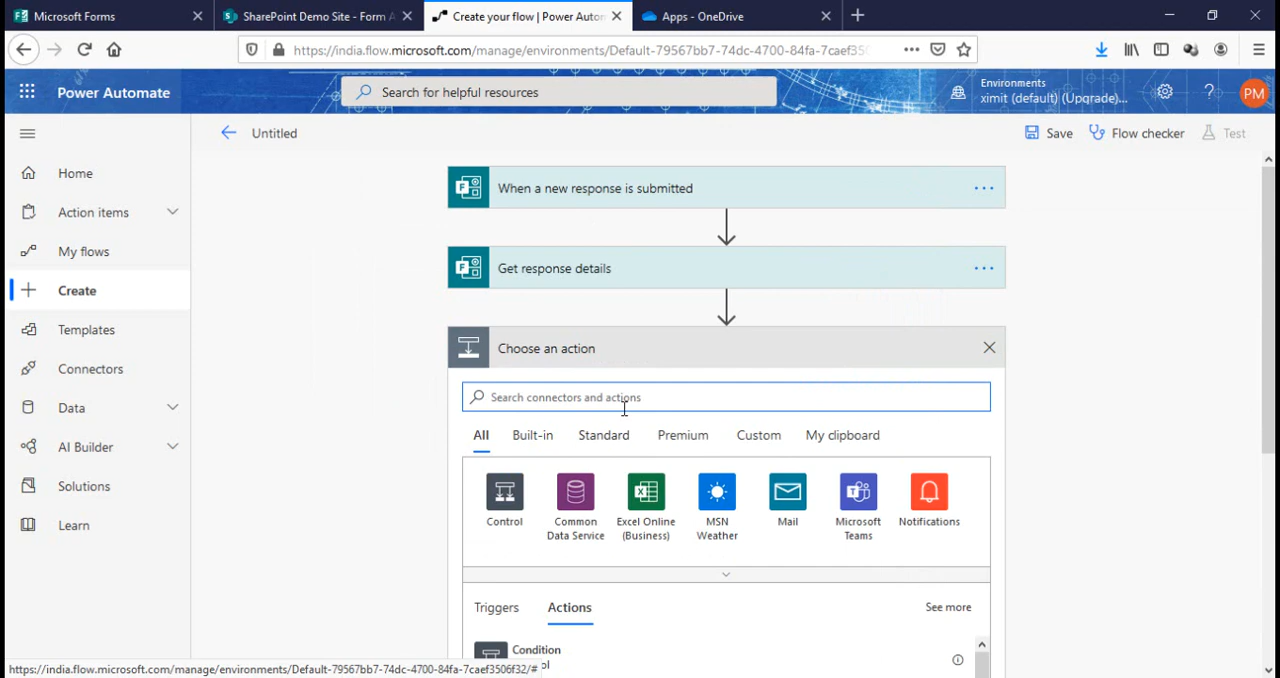 Microsoft Forms
SharePoint Demo Site - Form A
Create your flow | Power Autom
Apps - OneDrive
https://india.flow.microsoft.com/manage/environments/Default-79567bb7-74dc-4700-84fa-7caef350
Power Automate
Search for helpful resources
Environments
ximit (default) (Upgrade)...
PM
Untitled
Save
Flow checker
Test
Home
Action items
My flows
Create
Templates
Connectors
Data
AI Builder
Solutions
Learn
When a new response is submitted
Get response details
Choose an action
Search connectors and actions
All
Built-in
Standard
Premium
Custom
My clipboard
Control
Common
Data Service
Excel Online
(Business)
MSN
Weather
Mail
Microsoft
Teams
Notifications
Triggers
Actions
See more
Condition
ol
https://india.flow.microsoft.com/manage/environments/Default-79567bb7-74dc-4700-84fa-7caef3506f32/#